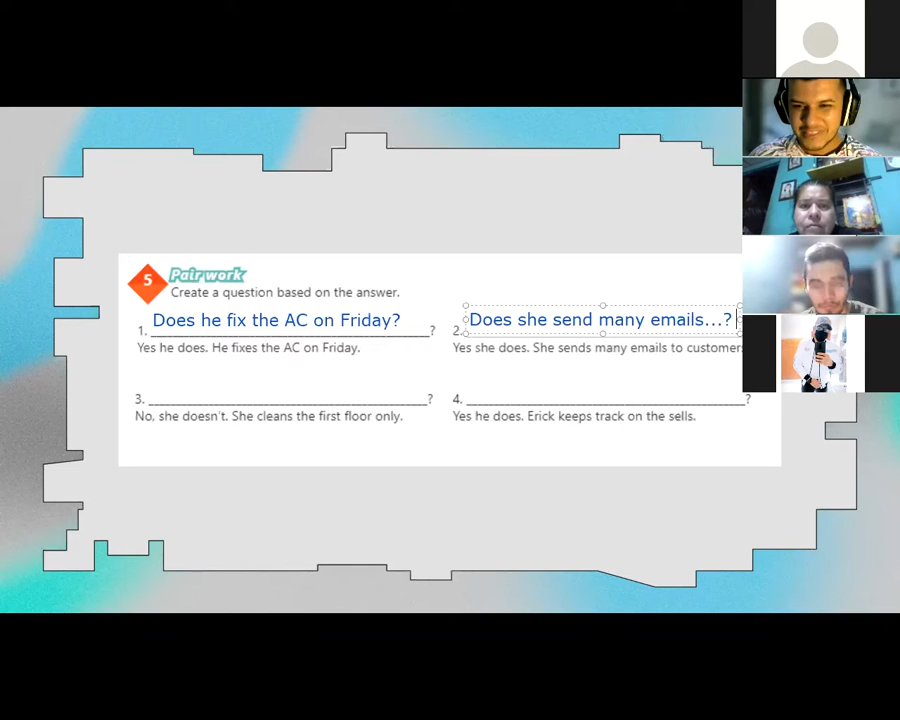 5
Pair work
Create a question based on the answer.
1. Does he fix the AC on Friday? ?
Yes he does. He fixes the AC on Friday.
2. Does she send many emails...?
Yes she does. She sends many emails to customer
3. ?
No, she doesn't. She cleans the first floor only.
4. ?
Yes he does. Erick keeps track on the sells.